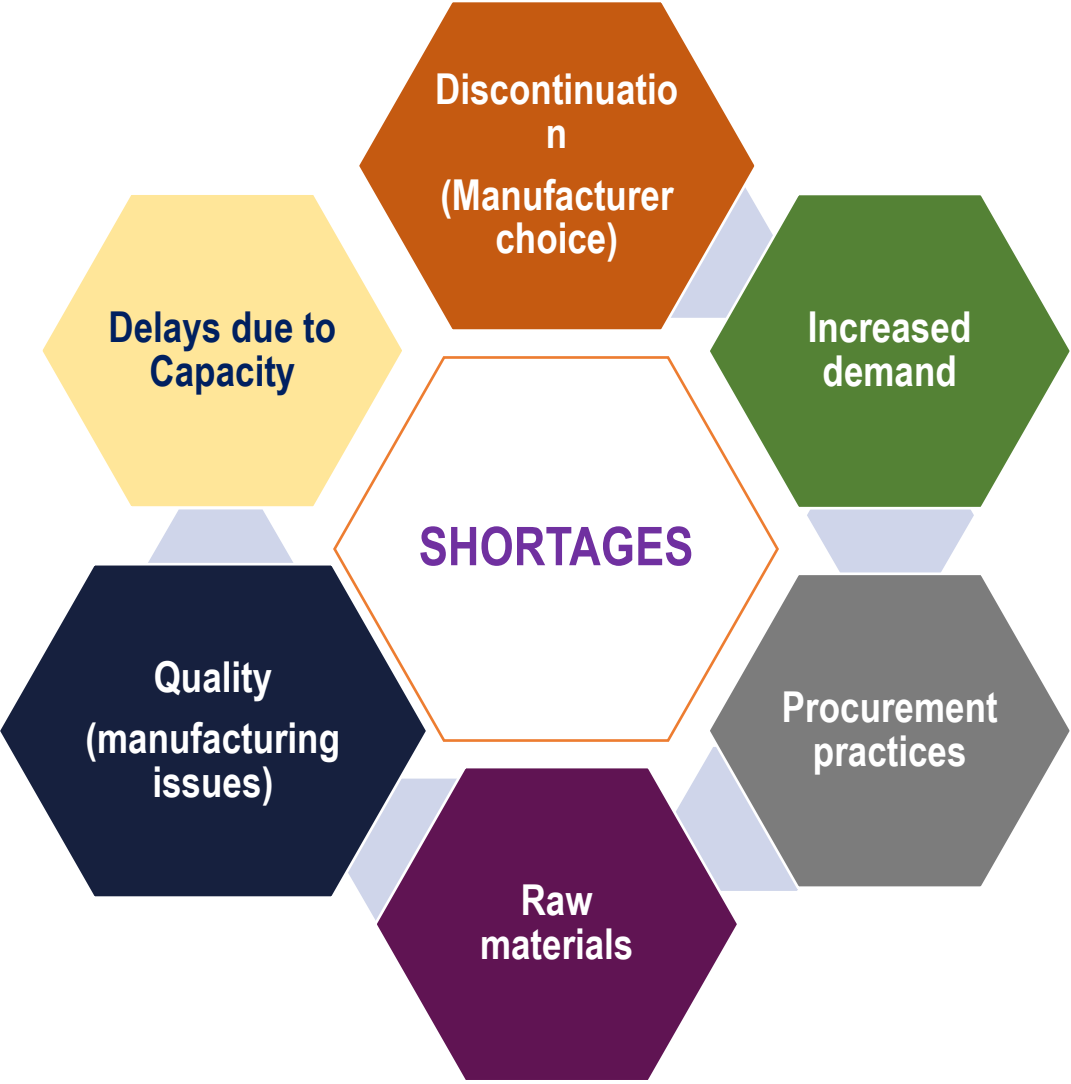 Discontinuatio
n
(Manufacturer
choice)
Delays due to
Capacity
Increased
demand
SHORTAGES
Quality
(manufacturing
issues)
Procurement
practices
Raw
materials